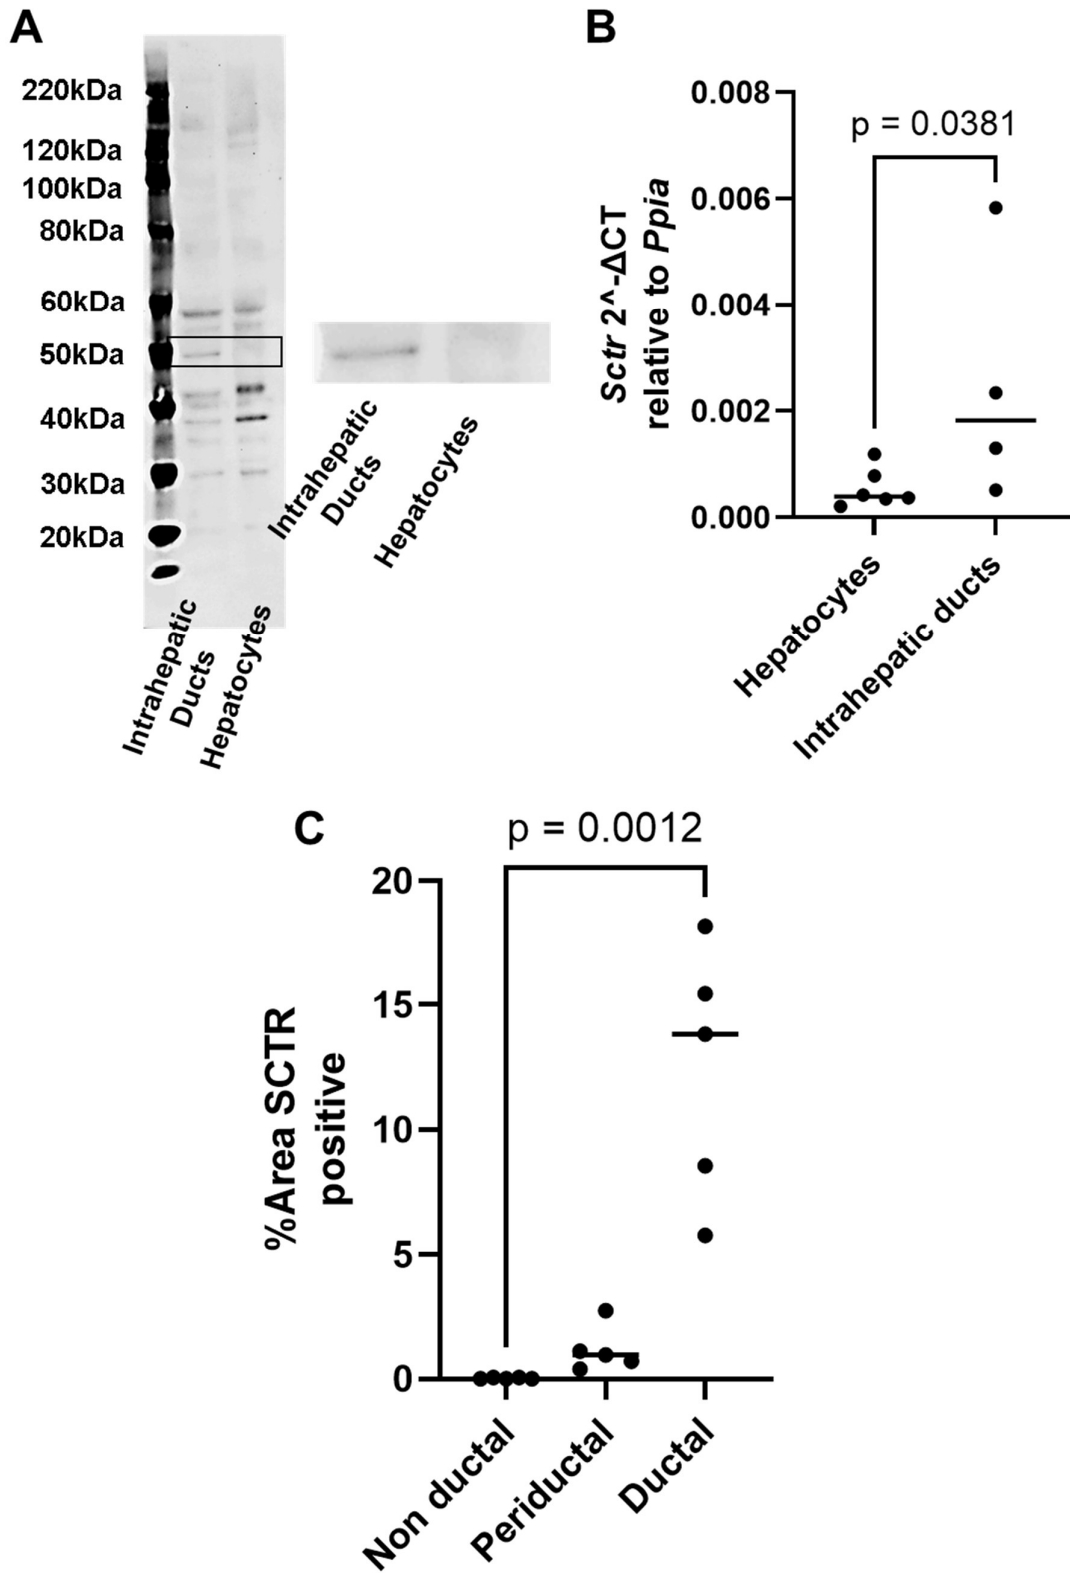 A
220kDa
120kDa
100kDa
80kDa
60kDa
50kDa
40kDa
30kDa
20kDa
Intrahepatic
Ducts
Hepatocytes
Intrahepatic
Ducts
Hepatocytes
B
0.008
0.006
0.004
0.002
0.000
p = 0.0381
Sctr 2^-ΔCT
relative to Ppia
Hepatocytes
Intrahepatic ducts
C
p = 0.0012
20
15
10
5
0
%Area SCTR
positive
Non ductal
Periductal
Ductal